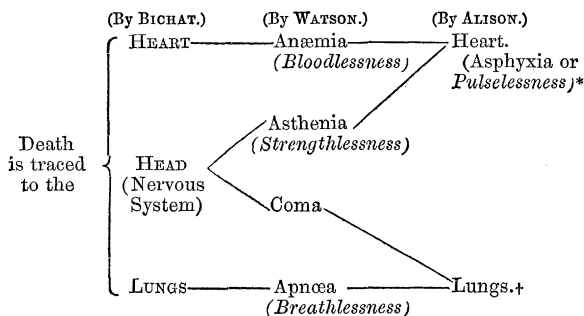 (By BICHAT.) (By WATSON.) (By ALISON.)
HEART Anæmia Heart.
(Bloodlessness) (Asphyxia or
Pulselessness)*
Asthenia
Death (Strengthlessness)
is traced HEAD
to the (Nervous
System) Coma
LUNGS Apnœa Lungs.†
(Breathlessness)